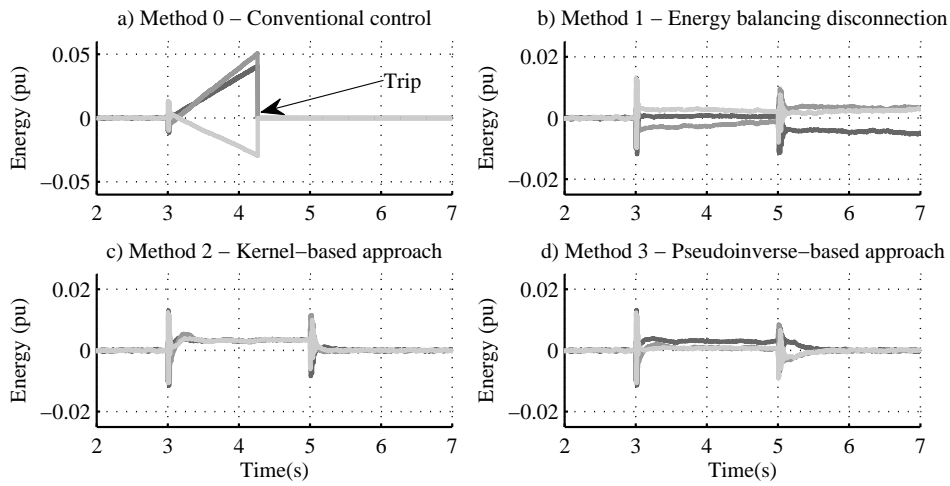 a) Method 0 – Conventional control
Energy (pu)
0.05
0
−0.05
Trip
2 3 4 5 6 7
b) Method 1 – Energy balancing disconnection
Energy (pu)
0.02
0
−0.02
2 3 4 5 6 7
c) Method 2 – Kernel−based approach
Energy (pu)
0.02
0
−0.02
2 3 4 5 6 7
Time(s)
d) Method 3 – Pseudoinverse−based approach
Energy (pu)
0.02
0
−0.02
2 3 4 5 6 7
Time(s)